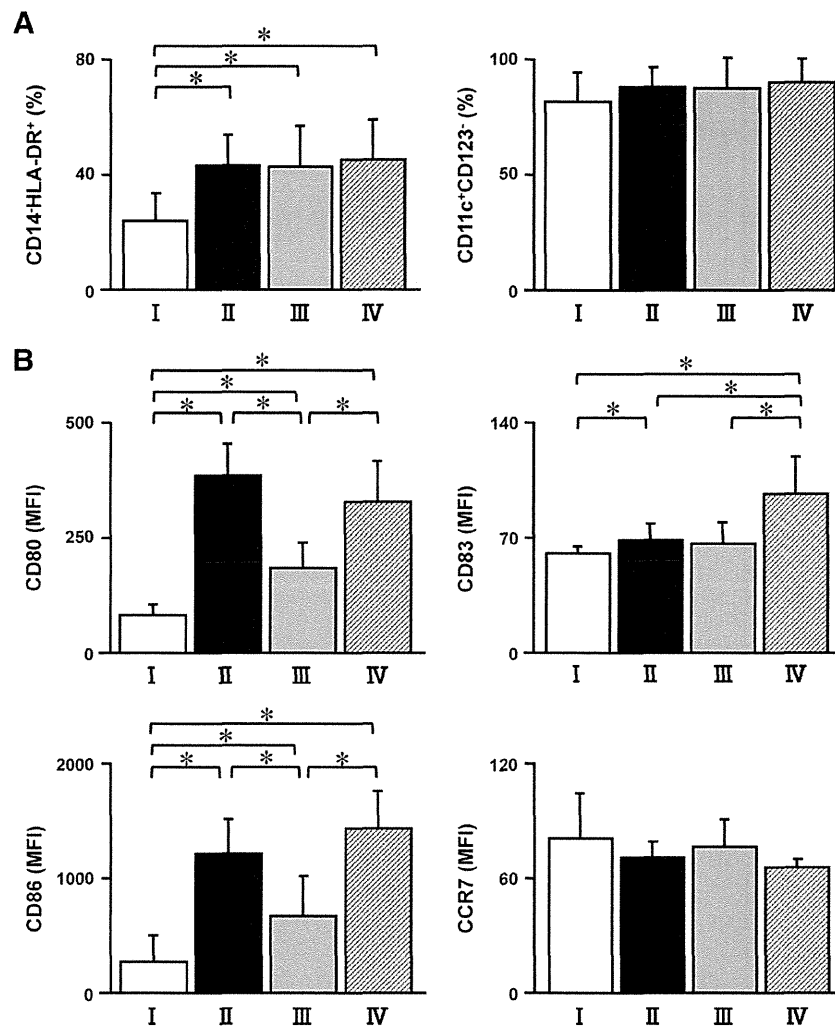 A
CD14-HLA-DR+ (%)
80
40
0
* * *
I II III IV
CD11c+CD123- (%)
100
50
0
I II III IV
B
CD80 (MFI)
500
250
0
* * * * *
I II III IV
CD83 (MFI)
140
70
0
* * * *
I II III IV
CD86 (MFI)
2000
1000
0
* * * * *
I II III IV
CCR7 (MFI)
120
60
0
I II III IV